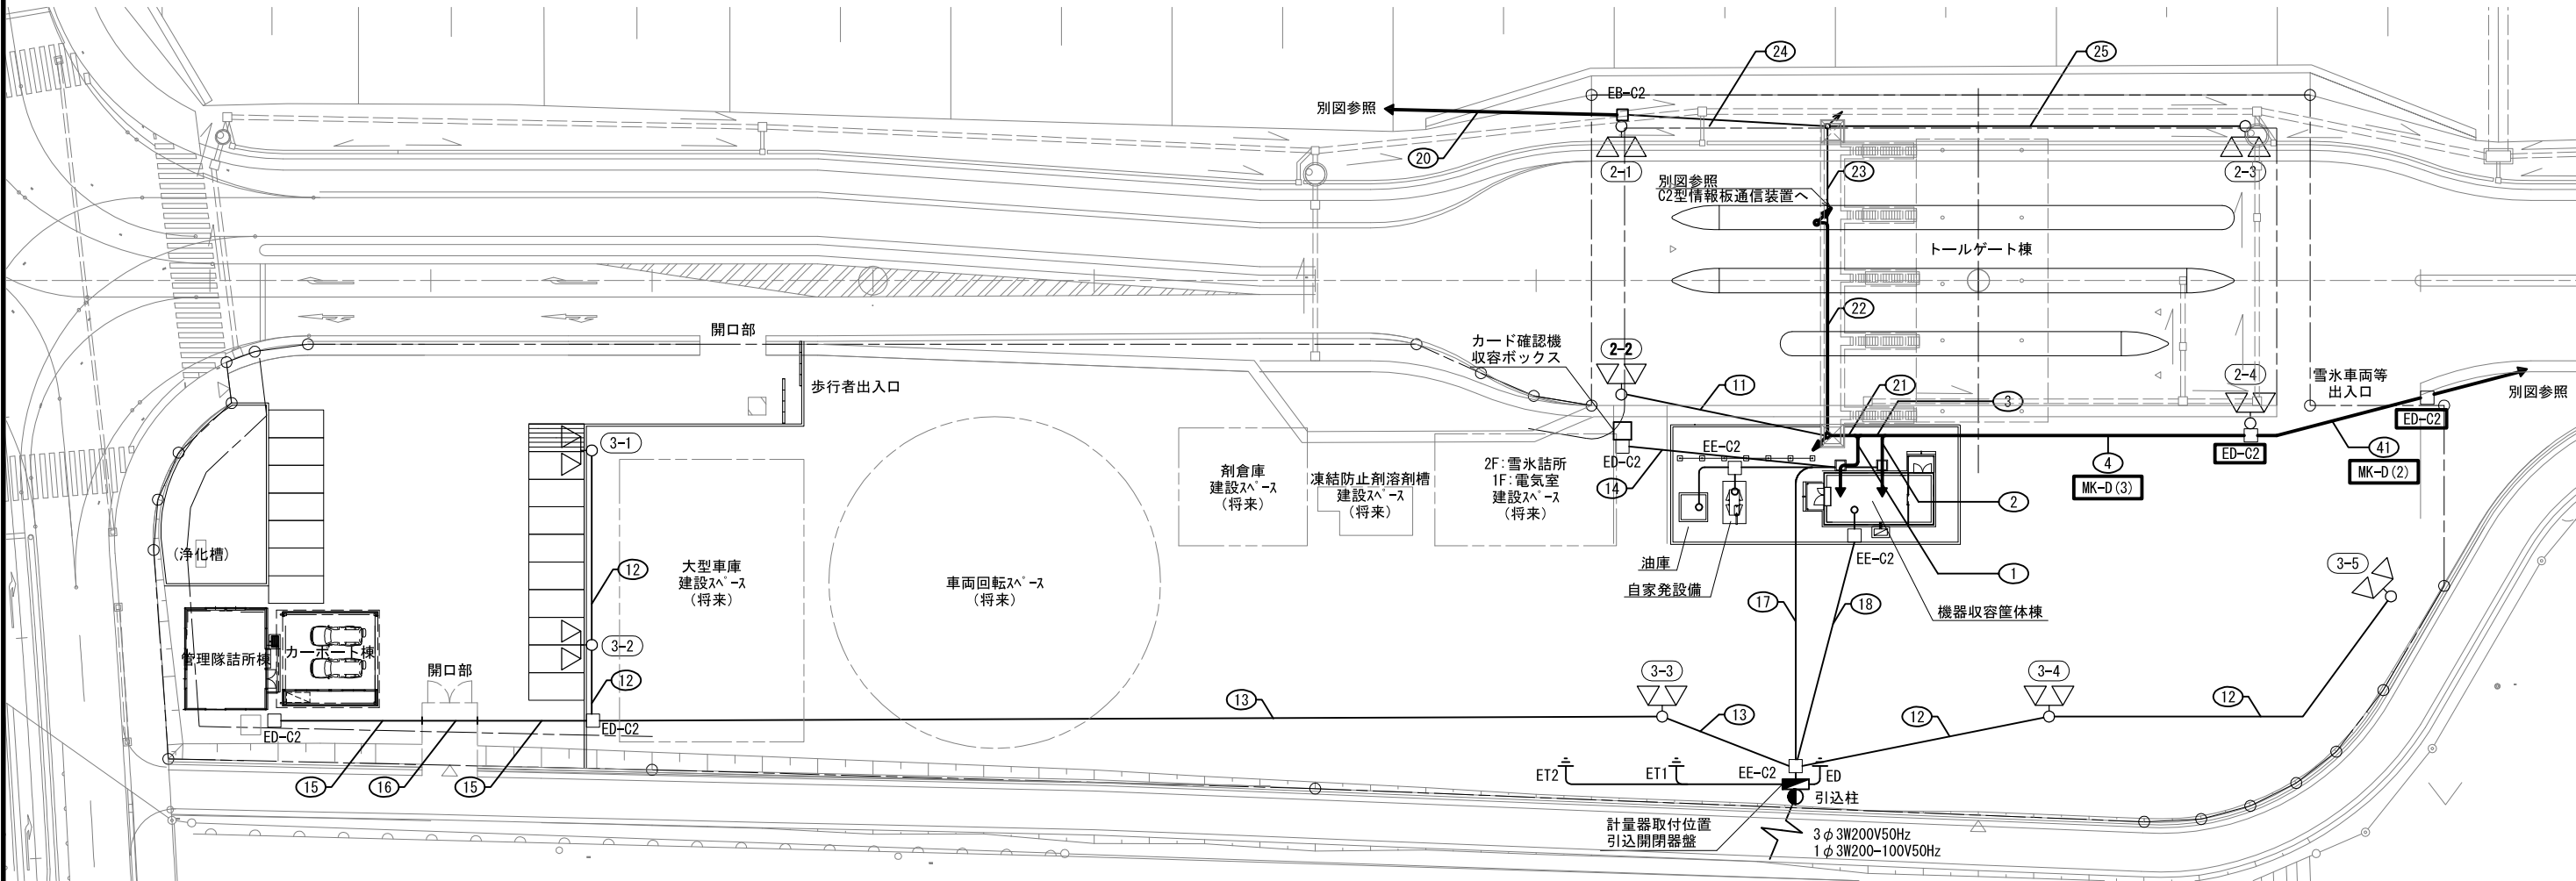 24
25
別図参照
EB-C2
20
2-1
2-3
23
別図参照
C2型情報板通信装置へ
トールゲート棟
22
開口部
カード確認機
収容ボックス
2-2
2-4
雪氷車両等
出入口
別図参照
歩行者出入口
11
21
3
ED-C2
3-1
EE-C2
ED-C2
4
ED-C2
41
MK-D(3)
MK-D(2)
剤倉庫
建設スペース
(将来)
凍結防止剤溶剤槽
建設スペース
(将来)
2F:雪氷詰所
1F:電気室
建設スペース
(将来)
14
2
(浄化槽)
12
大型車庫
建設スペース
(将来)
車両回転スペース
(将来)
油庫
自家発設備
EE-C2
1
3-5
17
18
機器収容筐体棟
管理隊詰所棟
カーポート棟
3-2
開口部
12
3-3
3-4
13
13
12
12
ED-C2
ED-C2
15
16
15
ET2
ET1
EE-C2
ED
引込柱
計量器取付位置
引込開閉器盤
3φ3W200V50Hz
1φ3W200-100V50Hz